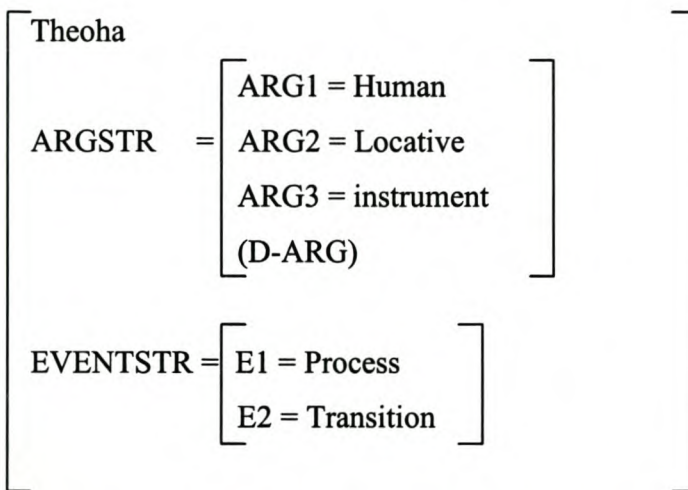 Theoha
ARG1 = Human
ARGSTR = ARG2 = Locative
ARG3 = instrument
(D-ARG)
EVENTSTR = E1 = Process
E2 = Transition